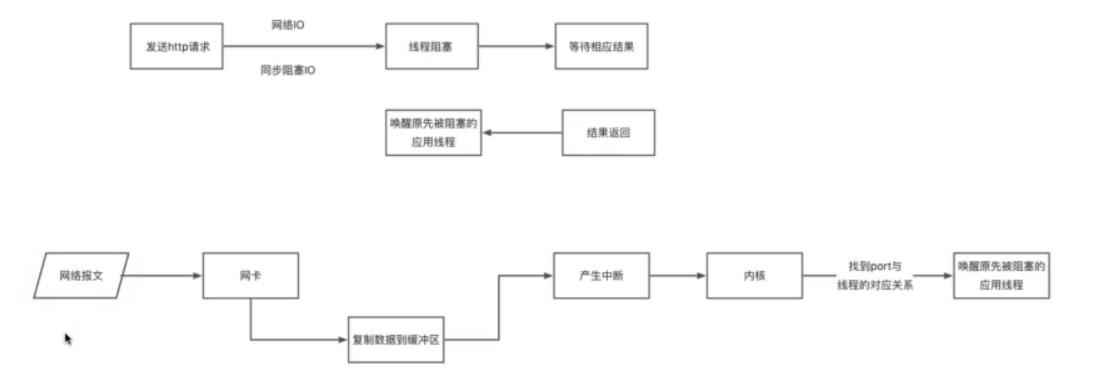 网络IO
发送http请求
线程阻塞
等待相应结果
同步阻塞IO
唤醒原先被阻塞的
应用线程
结果返回
网络报文
网卡
产生中断
内核
找到port与
线程的对应关系
唤醒原先被阻塞的
应用线程
复制数据到缓冲区